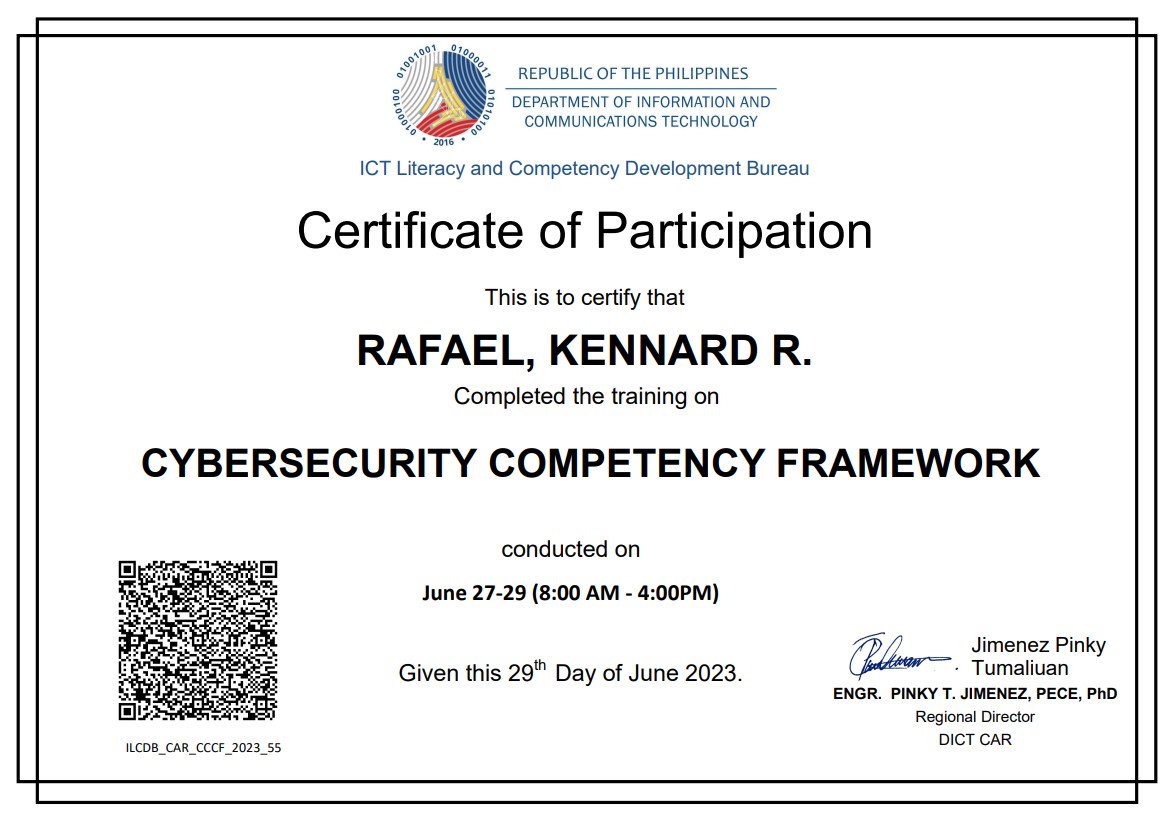 01001001 01000011 01010100 01000100
• 2016 •
REPUBLIC OF THE PHILIPPINES
DEPARTMENT OF INFORMATION AND
COMMUNICATIONS TECHNOLOGY
ICT Literacy and Competency Development Bureau
Certificate of Participation
This is to certify that
RAFAEL, KENNARD R.
Completed the training on
CYBERSECURITY COMPETENCY FRAMEWORK
conducted on
June 27-29 (8:00 AM - 4:00PM)
Given this 29th Day of June 2023.
Jimenez Pinky
Tumaliuan
ENGR. PINKY T. JIMENEZ, PECE, PhD
Regional Director
DICT CAR
ILCDB_CAR_CCCF_2023_55